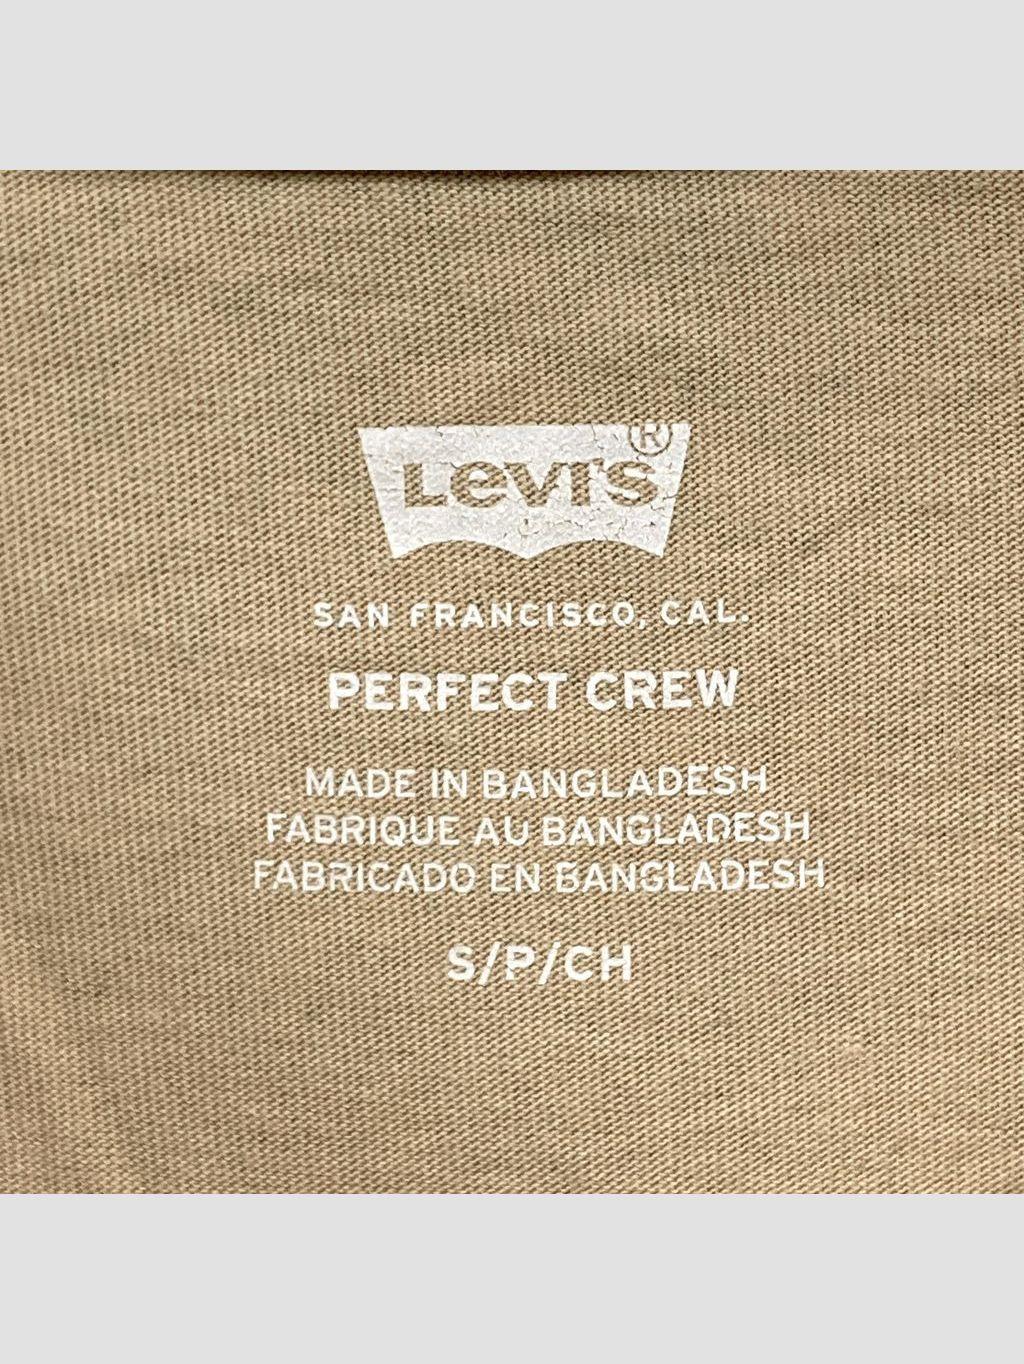 Levi's®
SAN FRANCISCO, CAL.
PERFECT CREW
MADE IN BANGLADESH
FABRIQUE AU BANGLADESH
FABRICADO EN BANGLADESH
S/P/CH